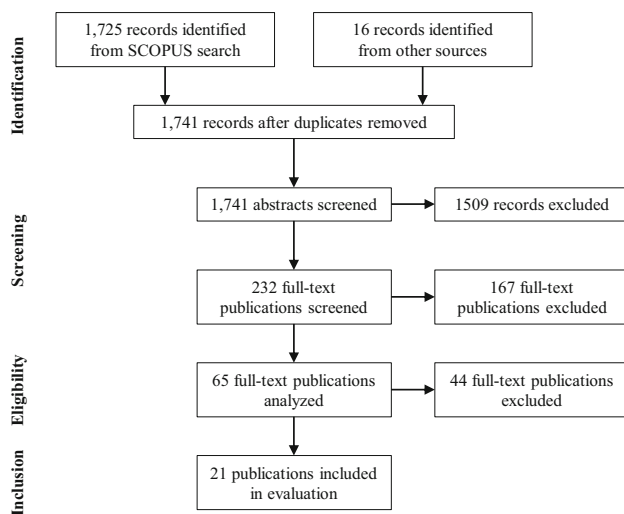 Identification
1,725 records identified
from SCOPUS search
16 records identified
from other sources
1,741 records after duplicates removed
Screening
1,741 abstracts screened
1509 records excluded
232 full-text
publications screened
167 full-text
publications excluded
Eligibility
65 full-text publications
analyzed
44 full-text publications
excluded
Inclusion
21 publications included
in evaluation